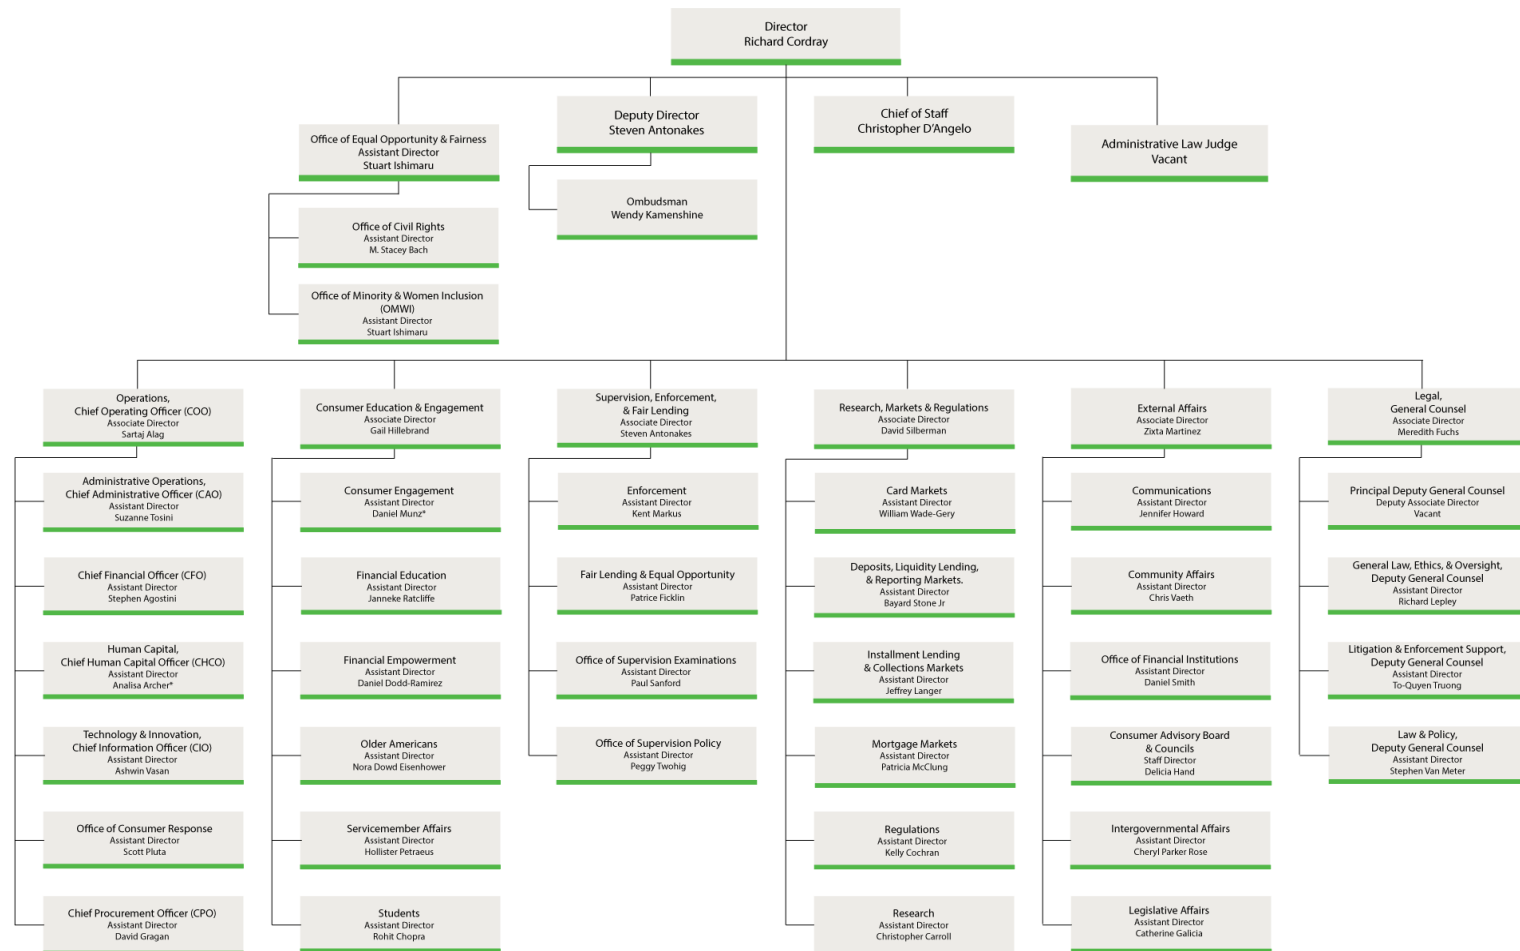 Director
Richard Cordray
Office of Equal Opportunity & Fairness
Assistant Director
Stuart Ishimaru
Deputy Director
Steven Antonakes
Chief of Staff
Christopher D'Angelo
Administrative Law Judge
Vacant
Office of Civil Rights
Assistant Director
M. Stacey Bach
Office of Minority & Women Inclusion
(OMWI)
Assistant Director
Stuart Ishimaru
Ombudsman
Wendy Kamenshine
Operations,
Chief Operating Officer (COO)
Associate Director
Sartaj Alag
Administrative Operations,
Chief Administrative Officer (CAO)
Assistant Director
Suzanne Tosini
Chief Financial Officer (CFO)
Assistant Director
Stephen Agostini
Human Capital,
Chief Human Capital Officer (CHCO)
Assistant Director
Analisa Archer*
Technology & Innovation,
Chief Information Officer (CIO)
Assistant Director
Ashwin Vasan
Office of Consumer Response
Assistant Director
Scott Pluta
Chief Procurement Officer (CPO)
Assistant Director
David Gragan
Consumer Education & Engagement
Associate Director
Gail Hillebrand
Consumer Engagement
Assistant Director
Daniel Munz*
Financial Education
Assistant Director
Janneke Ratcliffe
Financial Empowerment
Assistant Director
Daniel Dodd-Ramirez
Older Americans
Assistant Director
Nora Dowd Eisenhower
Servicemember Affairs
Assistant Director
Hollister Petraeus
Students
Assistant Director
Rohit Chopra
Supervision, Enforcement,
& Fair Lending
Associate Director
Steven Antonakes
Enforcement
Assistant Director
Kent Markus
Fair Lending & Equal Opportunity
Assistant Director
Patrice Ficklin
Office of Supervision Examinations
Assistant Director
Paul Sanford
Office of Supervision Policy
Assistant Director
Peggy Twohig
Research, Markets & Regulations
Associate Director
David Silberman
Card Markets
Assistant Director
William Wade-Gery
Deposits, Liquidity Lending,
& Reporting Markets.
Assistant Director
Bayard Stone Jr
Installment Lending
& Collections Markets
Assistant Director
Jeffrey Langer
Mortgage Markets
Assistant Director
Patricia McClung
Regulations
Assistant Director
Kelly Cochran
Research
Assistant Director
Christopher Carroll
External Affairs
Associate Director
Zixta Martinez
Communications
Assistant Director
Jennifer Howard
Community Affairs
Assistant Director
Chris Vaeth
Office of Financial Institutions
Assistant Director
Daniel Smith
Consumer Advisory Board
& Councils
Staff Director
Delicia Hand
Intergovernmental Affairs
Assistant Director
Cheryl Parker Rose
Legislative Affairs
Assistant Director
Catherine Galicia
Legal,
General Counsel
Associate Director
Meredith Fuchs
Principal Deputy General Counsel
Deputy Associate Director
Vacant
General Law, Ethics, & Oversight,
Deputy General Counsel
Assistant Director
Richard Lepley
Litigation & Enforcement Support,
Deputy General Counsel
Assistant Director
To-Quyen Truong
Law & Policy,
Deputy General Counsel
Assistant Director
Stephen Van Meter